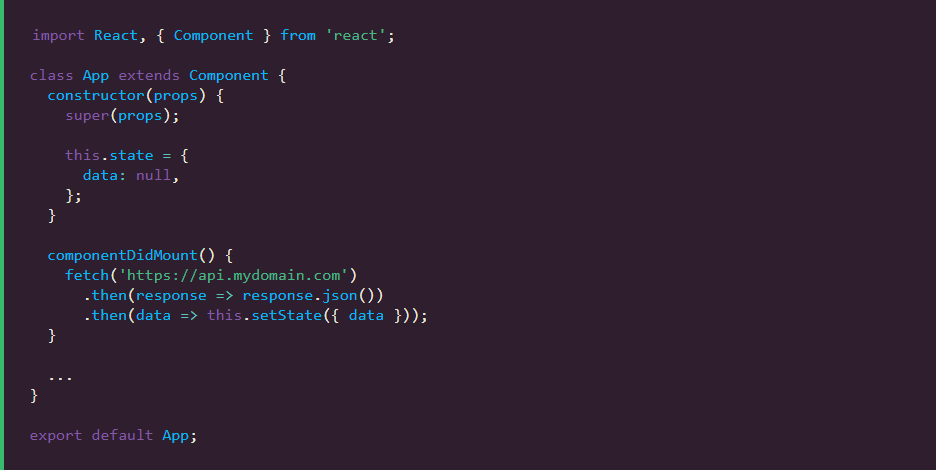 import React, { Component } from 'react';
class App extends Component {
constructor(props) {
super(props);
this.state = {
data: null,
};
}
componentDidMount() {
fetch('https://api.mydomain.com')
.then(response => response.json())
.then(data => this.setState({ data }));
}
...
}
export default App;